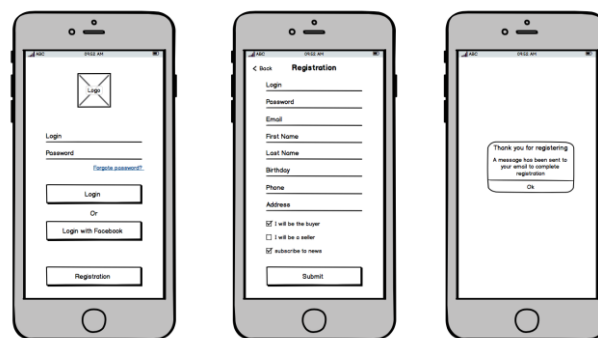 ABC 09:52 AM
Logo
Login
Password
Forgote password?
Login
Or
Login with Facebook
Registration
ABC 09:52 AM
Back Registration
Login
Password
Email
First Name
Last Name
Birthday
Phone
Address
I will be the buyer
I will be a seller
subscribe to news
Submit
ABC 09:52 AM
Thank you for registering
A message has been sent to
your email to complete
registration
Ok